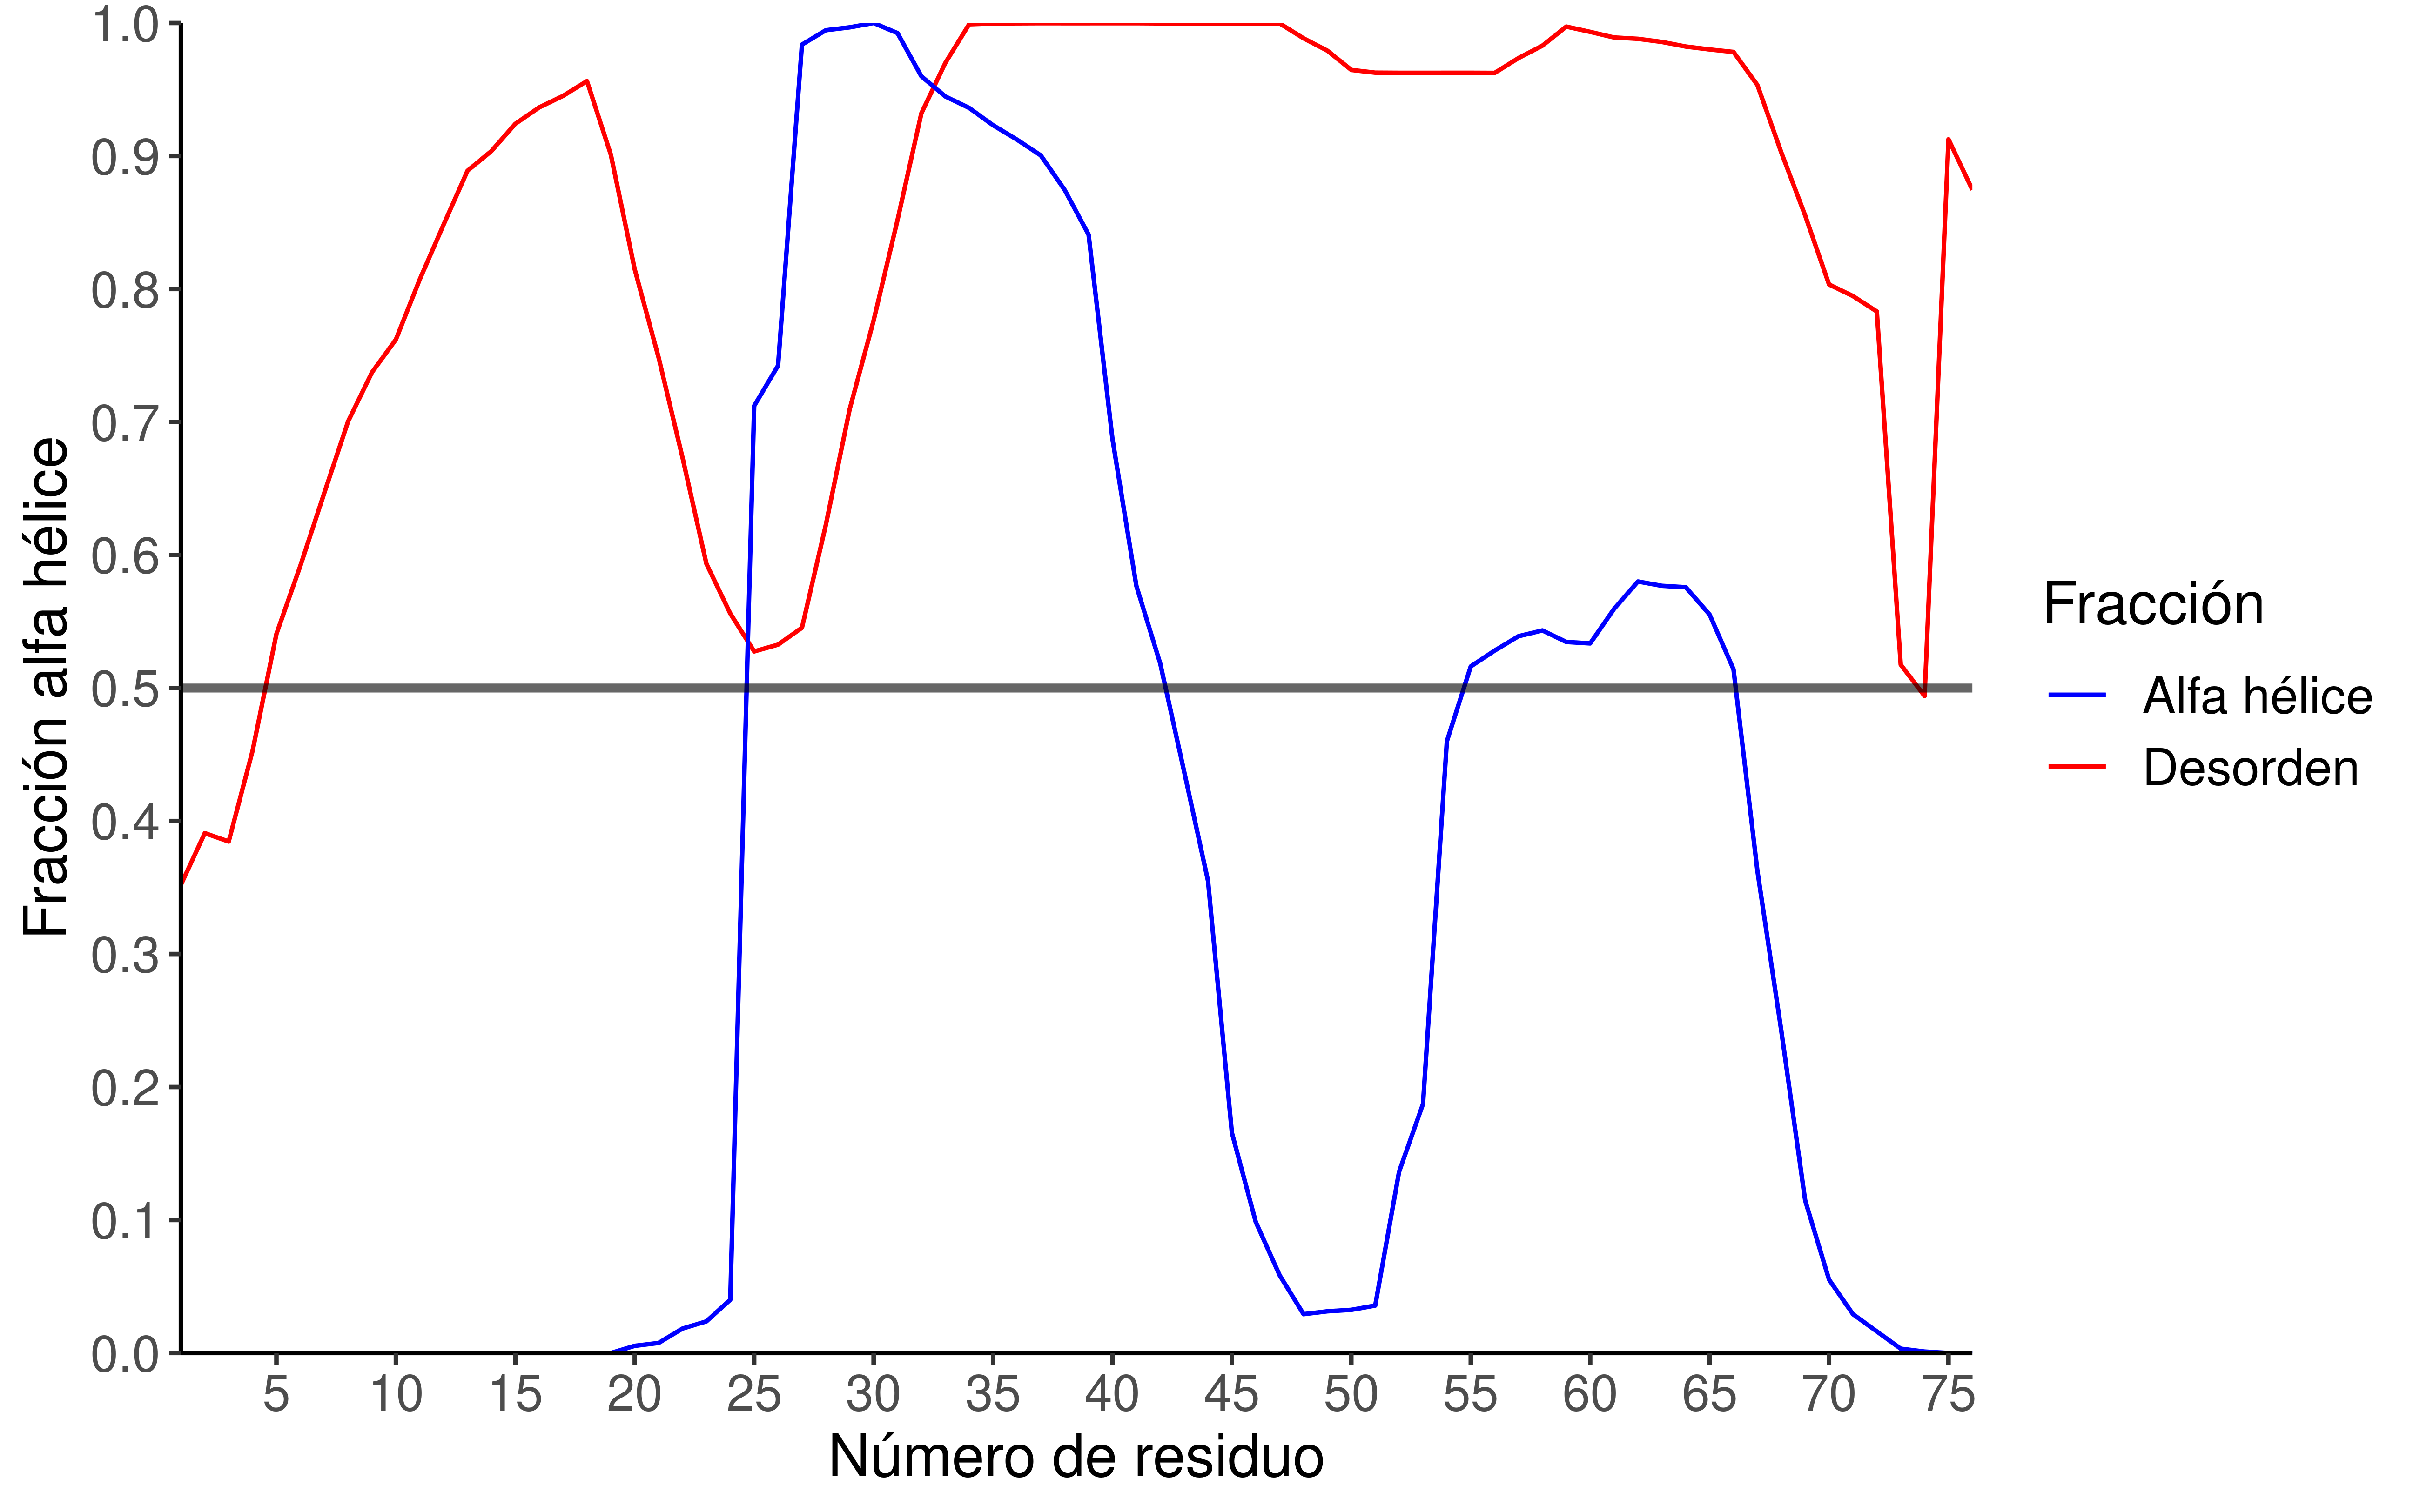 Fracción alfa hélice
1.0
0.9
0.8
0.7
0.6
0.5
0.4
0.3
0.2
0.1
0.0
5 10 15 20 25 30 35 40 45 50 55 60 65 70 75
Número de residuo
Fracción
Alfa hélice
Desorden